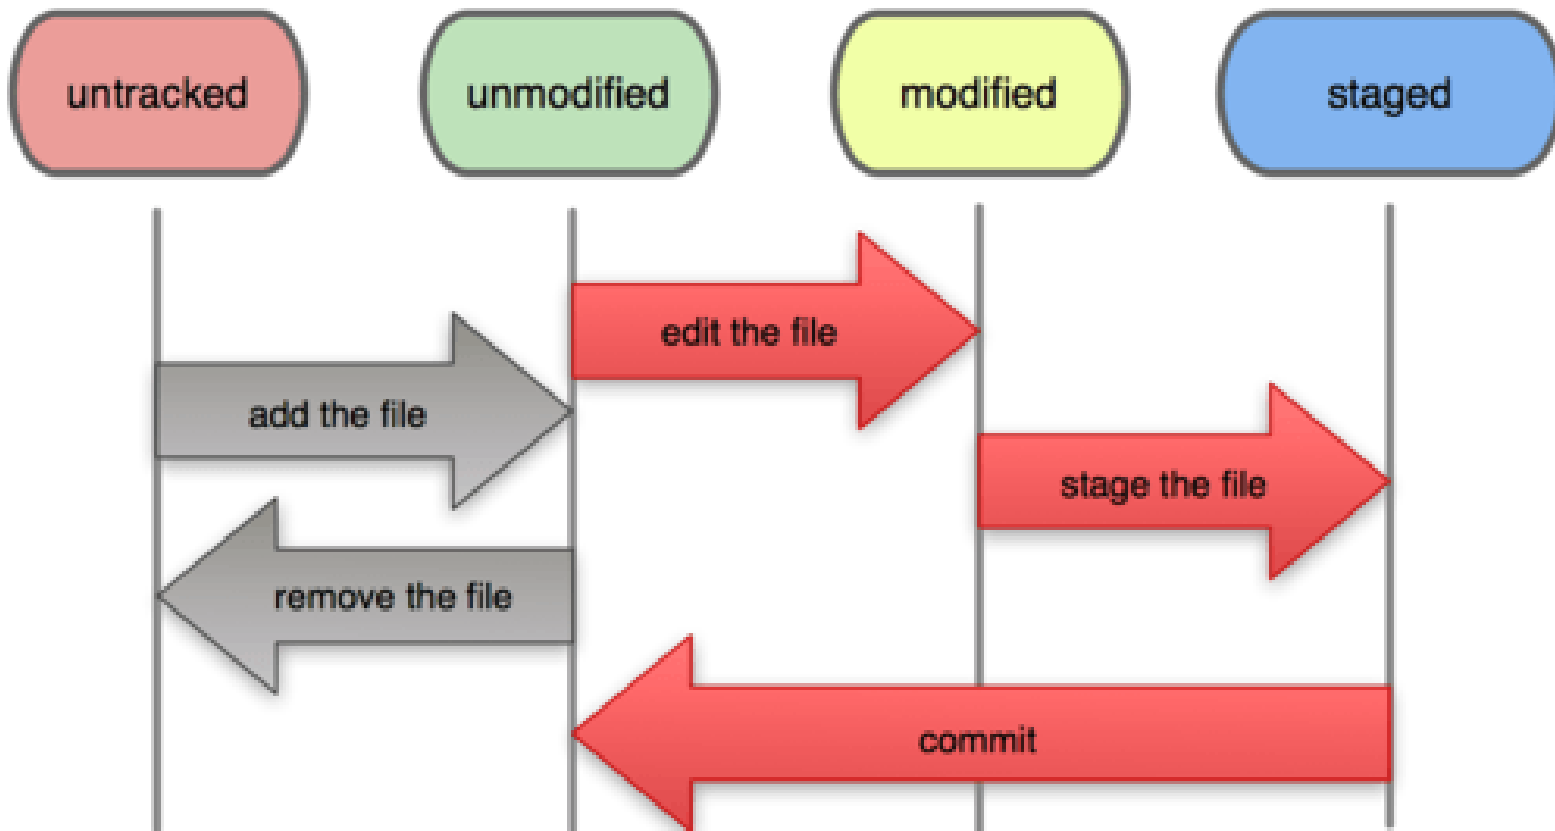 untracked
unmodified
modified
staged
edit the file
add the file
stage the file
remove the file
commit